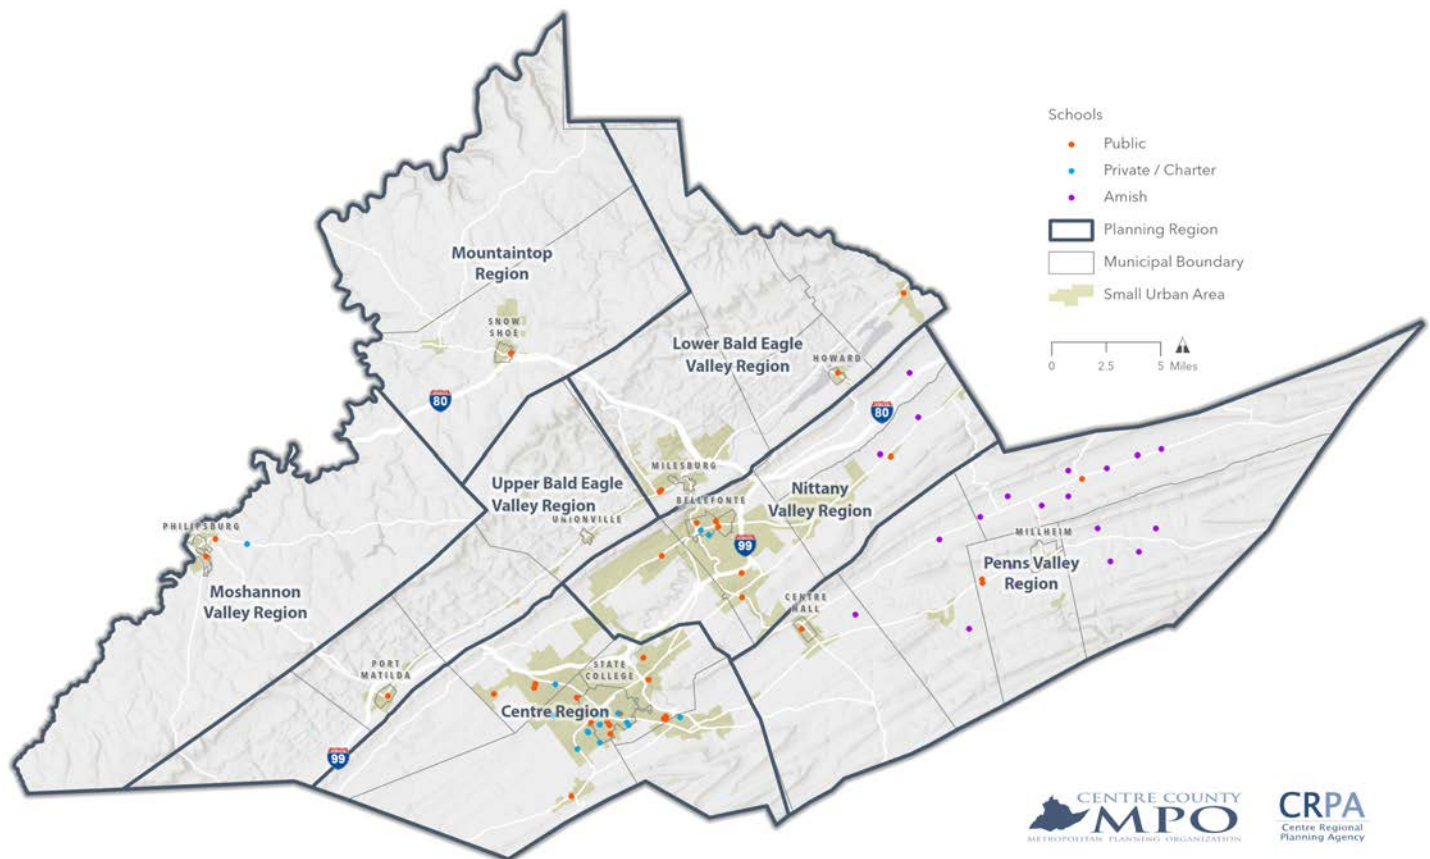 Schools
Public
Private / Charter
Amish
Planning Region
Municipal Boundary
Small Urban Area
0 2.5 5 Miles
Mountaintop
Region
SNOW
SHOE
80
Lower Bald Eagle
Valley Region
HOWARD
80
MILESBURG
Upper Bald Eagle
Valley Region
UNIONVILLE
BELLEFONTE
Nittany
Valley Region
99
PHILIPSBURG
Moshannon
Valley Region
MILLHEIM
Penns Valley
Region
CENTRE
HALL
PORT
MATILDA
STATE
COLLEGE
Centre Region
99
CENTRE COUNTY
MPO
METROPOLITAN PLANNING ORGANIZATION
CRPA
Centre Regional
Planning Agency